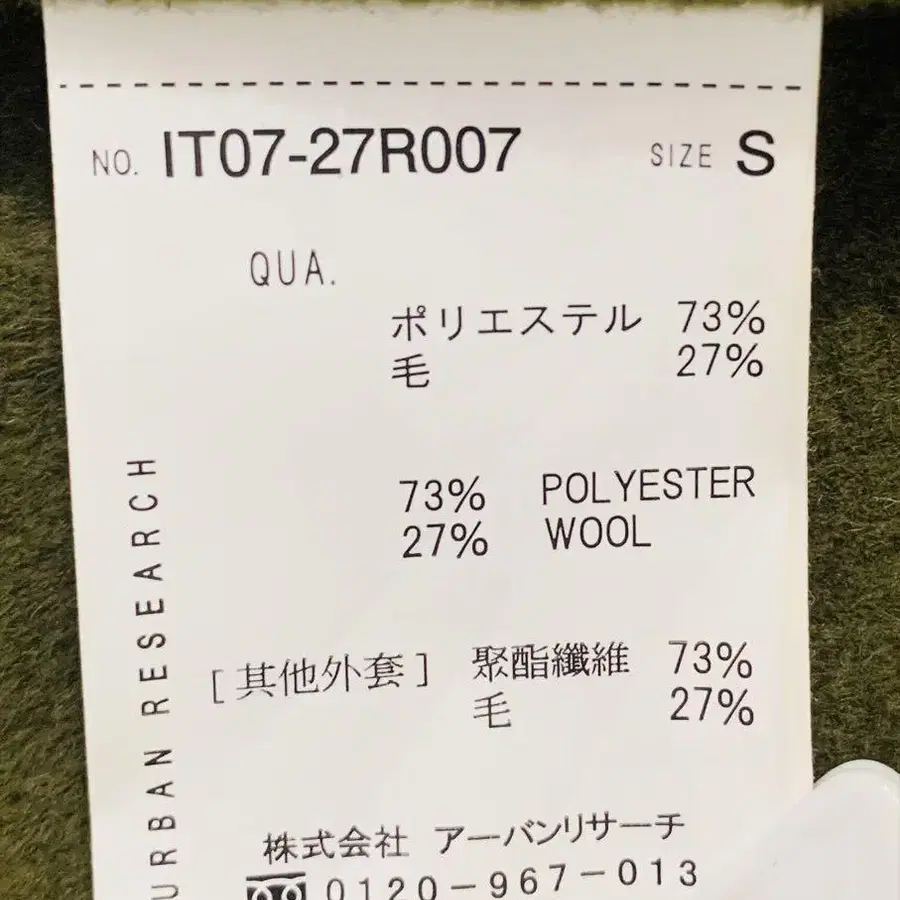 NO. IT07-27R007 SIZE S
QUA.
ポリエステル 73%
毛 27%
73% POLYESTER
27% WOOL
[其他外套] 聚酯纖維 73%
毛 27%
株式会社 アーバンリサーチ
0120-967-013
URBAN RESEARCH